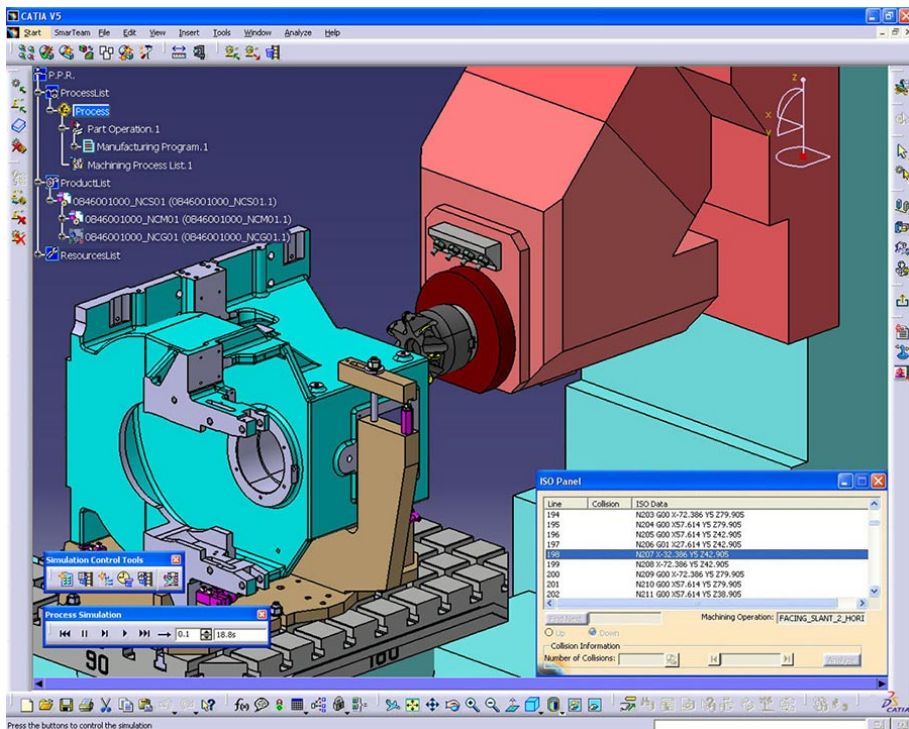 CATIA V5
Start SmarTeam File Edit View Insert Tools Window Analyze Help
P.P.R.
ProcessList
Process
Part Operation.1
Manufacturing Program.1
Machining Process List.1
ProductList
0B46001000_NCS01 (0B46001000_NCS01.1)
0B46001000_NCM01 (0B46001000_NCM01.1)
0B46001000_NCG01 (0B46001000_NCG01.1)
ResourcesList
z
x
y
ISO Panel
Line Collision ISO Data
194 N203 G00 X-72.386 Y5 Z79.905
195 N204 G00 X57.614 Y5 Z79.905
196 N205 G00 X57.614 Y5 Z42.905
197 N206 G01 X27.614 Y5 Z42.905
198 N207 X-32.386 Y5 Z42.905
199 N208 X-72.386 Y5 Z42.905
200 N209 G00 X-72.386 Y5 Z79.905
201 N210 G00 X57.614 Y5 Z79.905
202 N211 G00 X57.614 Y5 Z38.905
Find Next Machining Operation: FACING_SLANT_2_HORI
Up Down
Collision Information
Number of Collisions: Analyze
Simulation Control Tools
Process Simulation
0.1 18.8s
90
180
f(x)
CATIA
Press the buttons to control the simulation